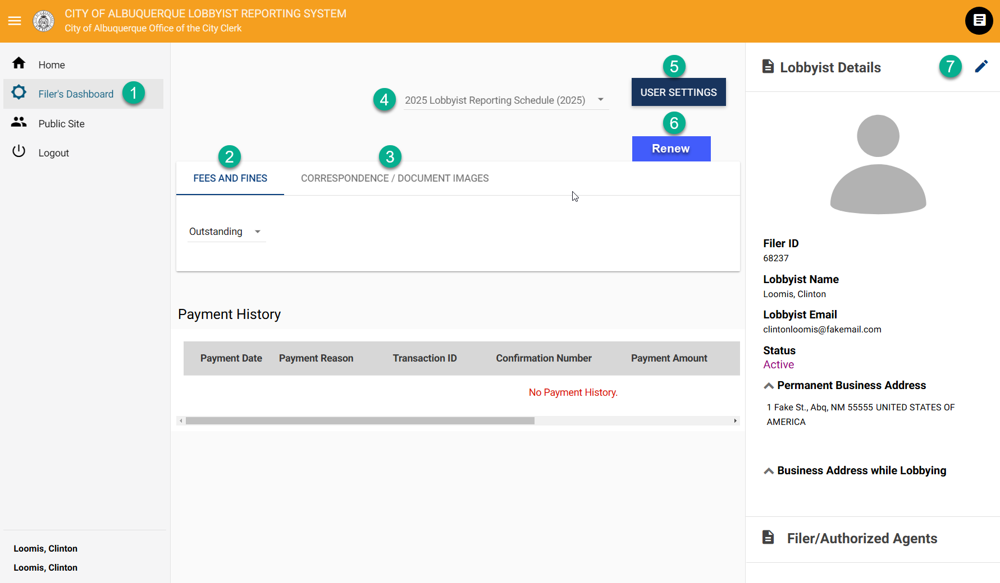 CITY OF ALBUQUERQUE LOBBYIST REPORTING SYSTEM
City of Albuquerque Office of the City Clerk
Home
Filer's Dashboard 1
Public Site
Logout
Loomis, Clinton
Loomis, Clinton
4 2025 Lobbyist Reporting Schedule (2025)
5
USER SETTINGS
6
Renew
2
3
FEES AND FINES
CORRESPONDENCE / DOCUMENT IMAGES
Outstanding
Payment History
Payment Date Payment Reason Transaction ID Confirmation Number Payment Amount
No Payment History.
Lobbyist Details 7
Filer ID
68237
Lobbyist Name
Loomis, Clinton
Lobbyist Email
clintonloomis@fakemail.com
Status
Active
Permanent Business Address
1 Fake St., Abq, NM 55555 UNITED STATES OF
AMERICA
Business Address while Lobbying
Filer/Authorized Agents